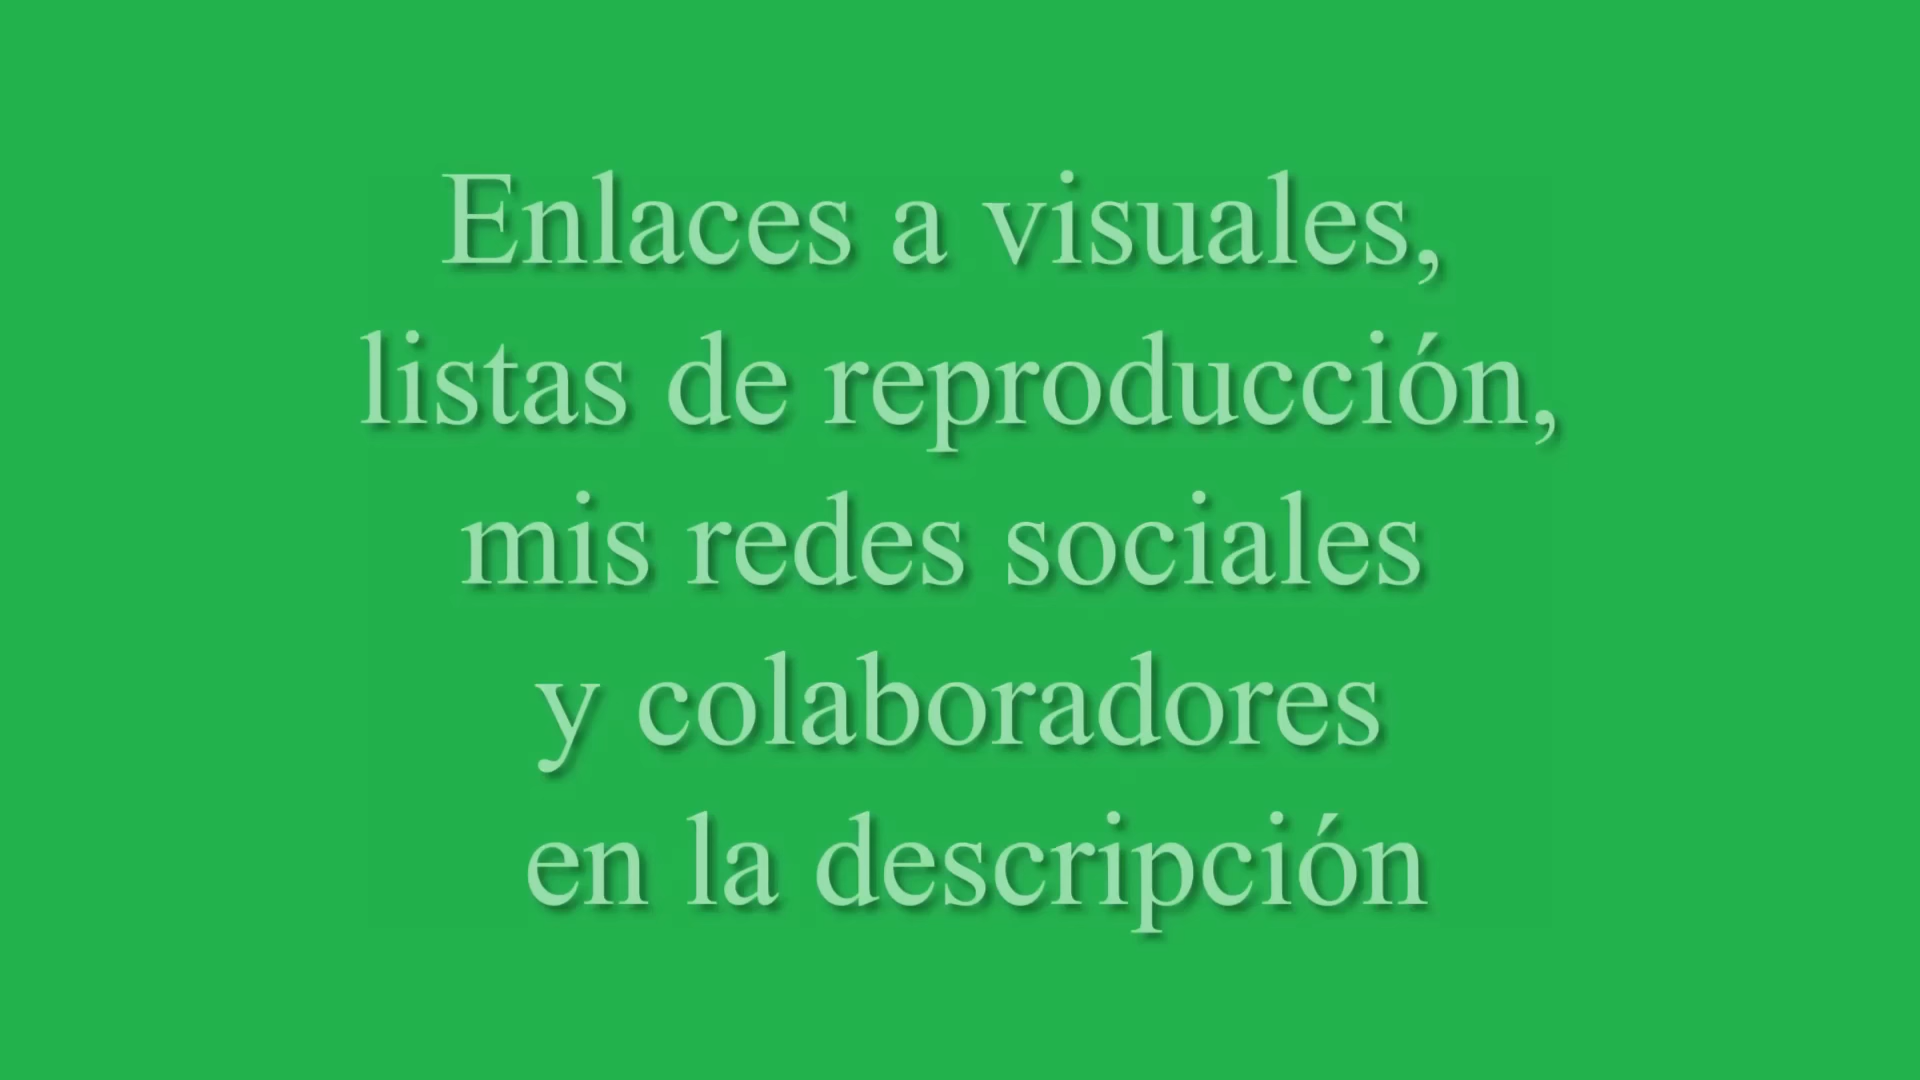 Enlaces a visuales,
listas de reproducción,
mis redes sociales
y colaboradores
en la descripción